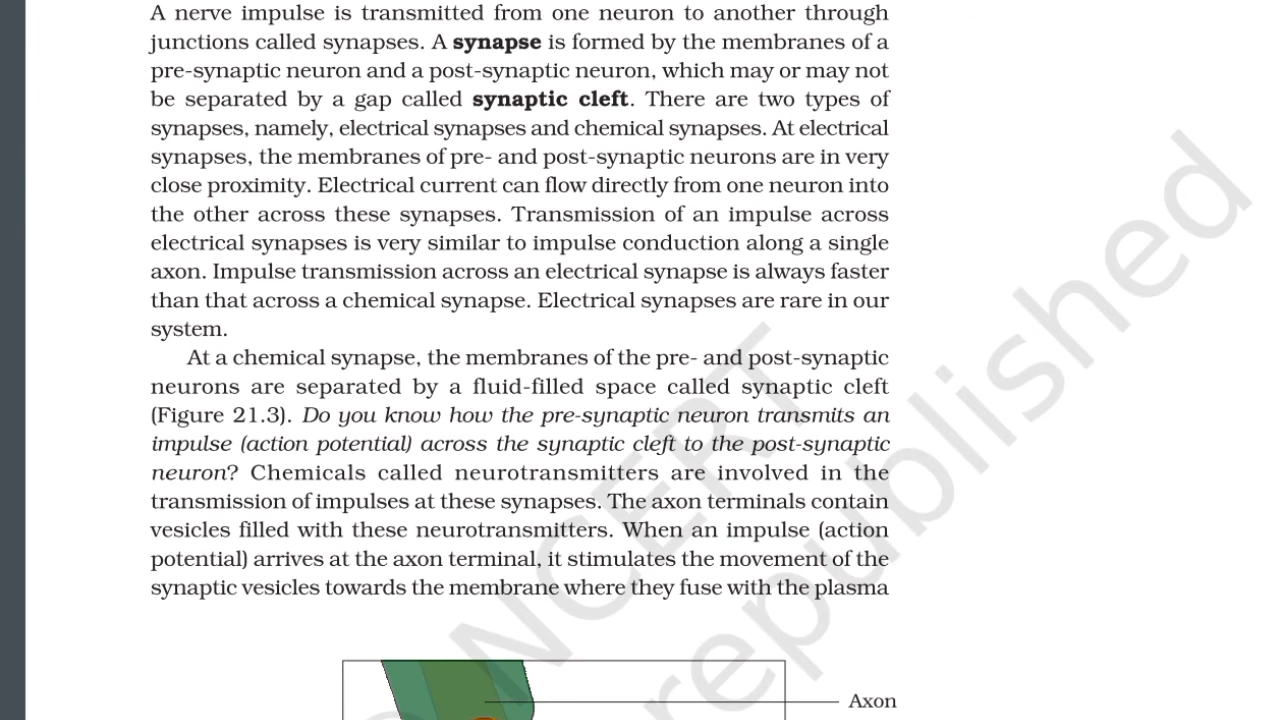 A nerve impulse is transmitted from one neuron to another through
junctions called synapses. A synapse is formed by the membranes of a
pre-synaptic neuron and a post-synaptic neuron, which may or may not
be separated by a gap called synaptic cleft. There are two types of
synapses, namely, electrical synapses and chemical synapses. At electrical
synapses, the membranes of pre- and post-synaptic neurons are in very
close proximity. Electrical current can flow directly from one neuron into
the other across these synapses. Transmission of an impulse across
electrical synapses is very similar to impulse conduction along a single
axon. Impulse transmission across an electrical synapse is always faster
than that across a chemical synapse. Electrical synapses are rare in our
system.
At a chemical synapse, the membranes of the pre- and post-synaptic
neurons are separated by a fluid-filled space called synaptic cleft
(Figure 21.3). Do you know how the pre-synaptic neuron transmits an
impulse (action potential) across the synaptic cleft to the post-synaptic
neuron? Chemicals called neurotransmitters are involved in the
transmission of impulses at these synapses. The axon terminals contain
vesicles filled with these neurotransmitters. When an impulse (action
potential) arrives at the axon terminal, it stimulates the movement of the
synaptic vesicles towards the membrane where they fuse with the plasma
Axon
NCERT
republished